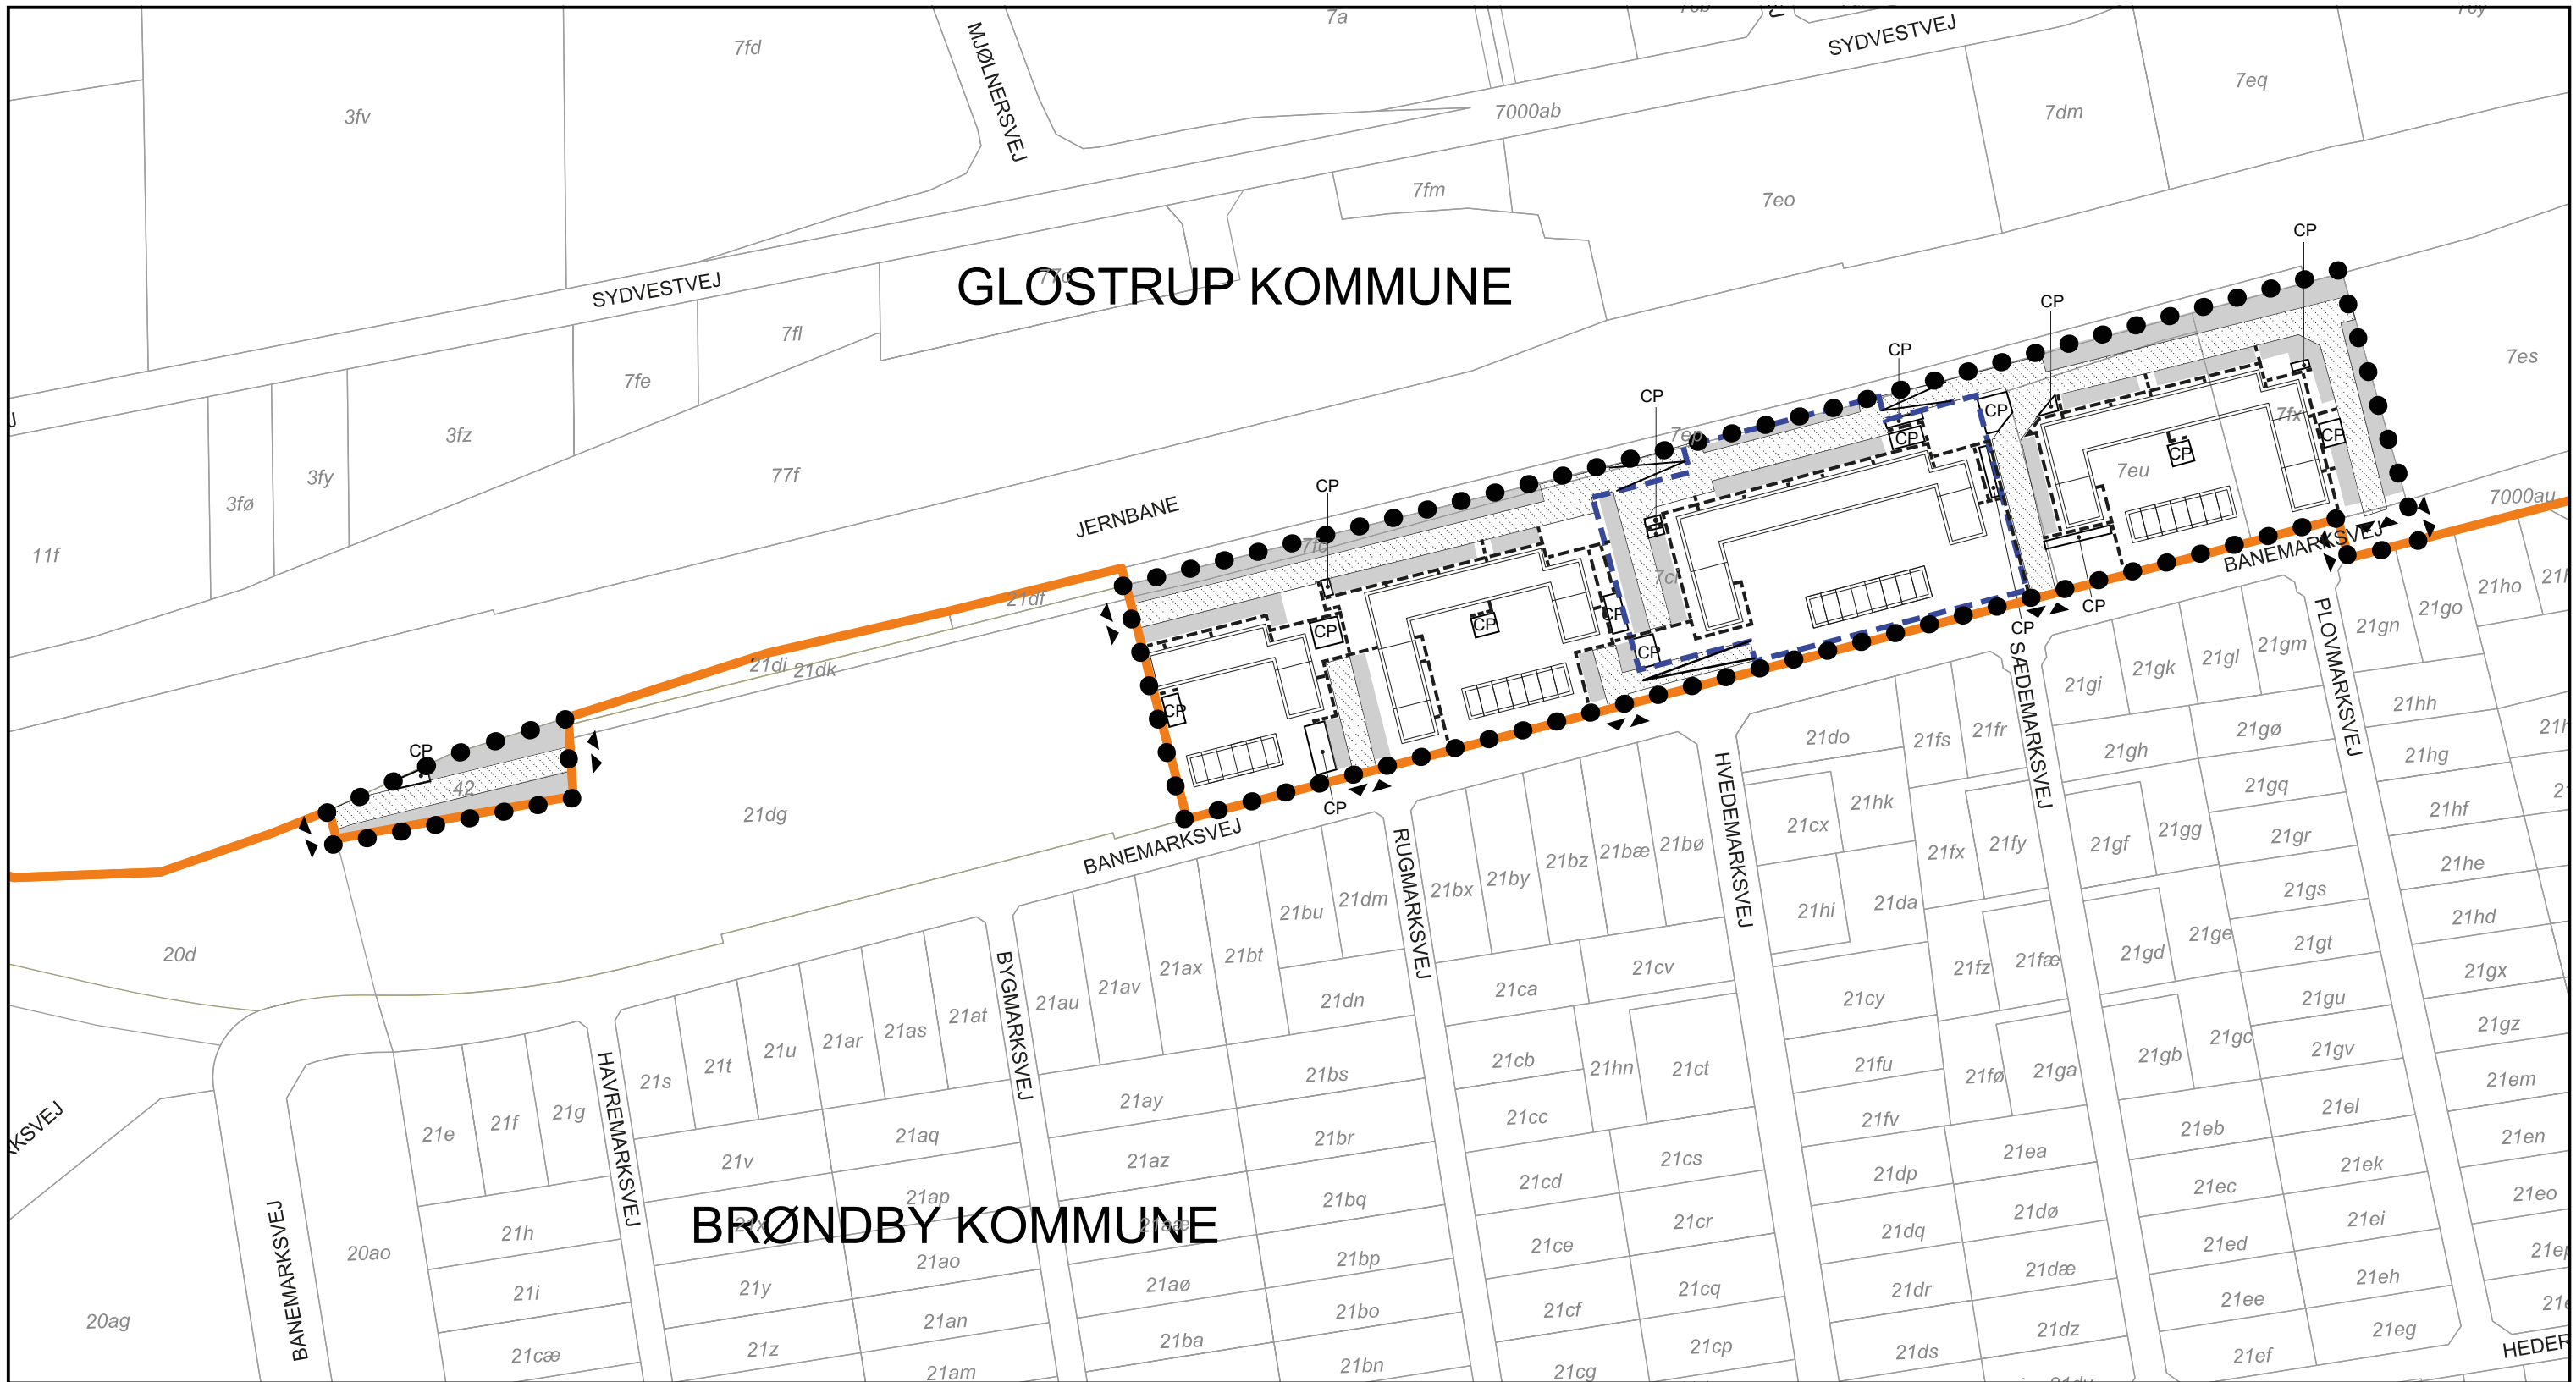 7a
SYDVESTVEJ
7fd
MJØLNERSVEJ
7eq
3fv
7000ab
7dm
7fm
7eo
CP
GLOSTRUP KOMMUNE
SYDVESTVEJ
CP
7fl
CP
7es
7fe
CP
CP
7fx
CP
3fz
7ep
CP
CP
7eu
3fy
77f
CP
3fø
7000au
JERNBANE
7fc
BANEMARKSVEJ
11f
21df
CP
21ho
CP
21go
CP
CP
CP
21gn
CP
PLOVMARKSVEJ
21gm
21gl
21gk
21gi
SÆDEMARKSVEJ
21di
21dk
CP
CP
21hh
21gø
21fr
21fs
21do
21gh
21hg
HVEDEMARKSVEJ
42
21gq
21hk
21hf
CP
21dg
BANEMARKSVEJ
RUGMARKSVEJ
21cx
21gg
21gr
21gf
21fy
21fx
21bø
21bæ
21bz
21by
21bx
21he
21gs
21dm
21bu
21hi
21da
21hd
21ge
21gt
21gd
21fæ
21fz
21gx
20d
21bt
21ax
21av
21au
21cv
21ca
21dn
21cy
21gu
BYGMARKSVEJ
21at
21as
21ar
21u
21t
21s
21gz
21gc
21gv
21gb
21ga
21fø
21fu
21cb
21hn
21ct
21bs
21em
HAVREMARKSVEJ
21ay
21el
21cc
21fv
21eb
21en
21g
21f
21e
21aq
21br
21v
21az
21cs
21cd
21dp
21ea
21ek
21ec
21eo
21ap
BRØNDBY KOMMUNE
21bq
21cr
21dq
21dø
21ei
21h
20ao
21ce
21ed
BANEMARKSVEJ
21ao
21bp
21dæ
21eh
21i
21y
21aø
21cq
21dr
21ee
20ag
21an
21bo
21cf
21dz
21eg
21cæ
21z
21ba
21cp
21ds
21ef
21am
21bn
21cg